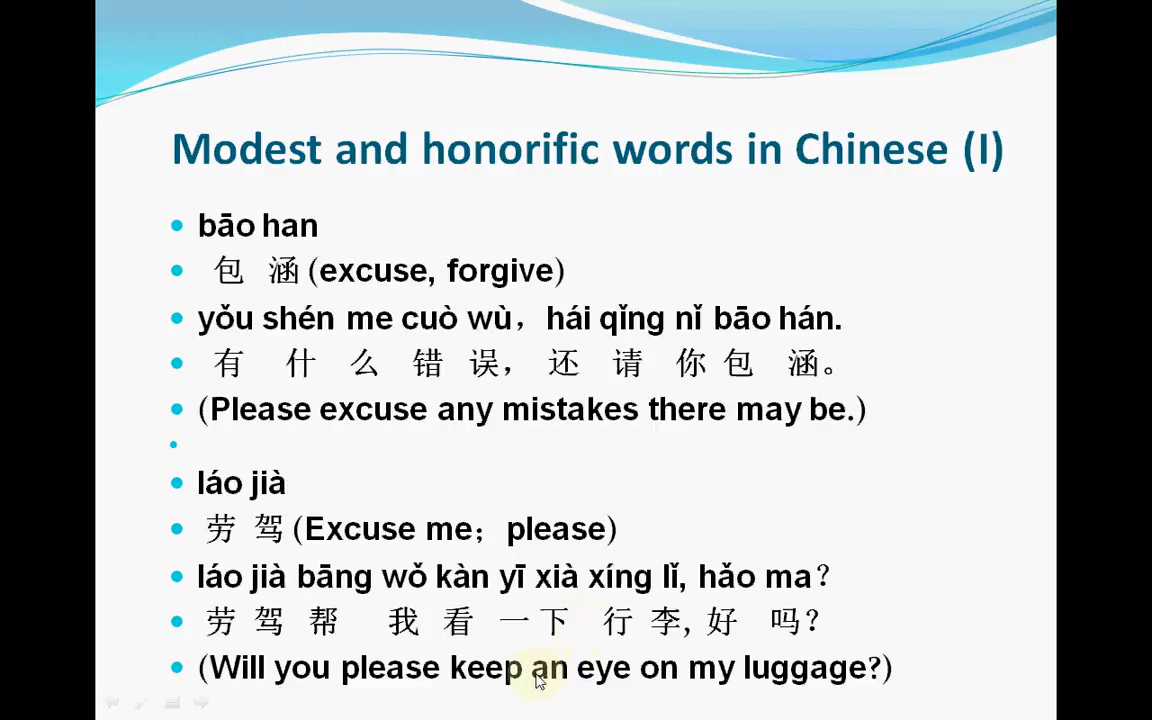 Modest and honorific words in Chinese (I)
bāo han
包 涵 (excuse, forgive)
yǒu shén me cuò wù，hái qǐng nǐ bāo hán.
有 什 么 错 误， 还 请 你 包 涵。
(Please excuse any mistakes there may be.)
láo jià
劳 驾 (Excuse me；please)
láo jià bāng wǒ kàn yī xià xíng lǐ, hǎo ma？
劳 驾 帮 我 看 一 下 行 李, 好 吗？
(Will you please keep an eye on my luggage?)